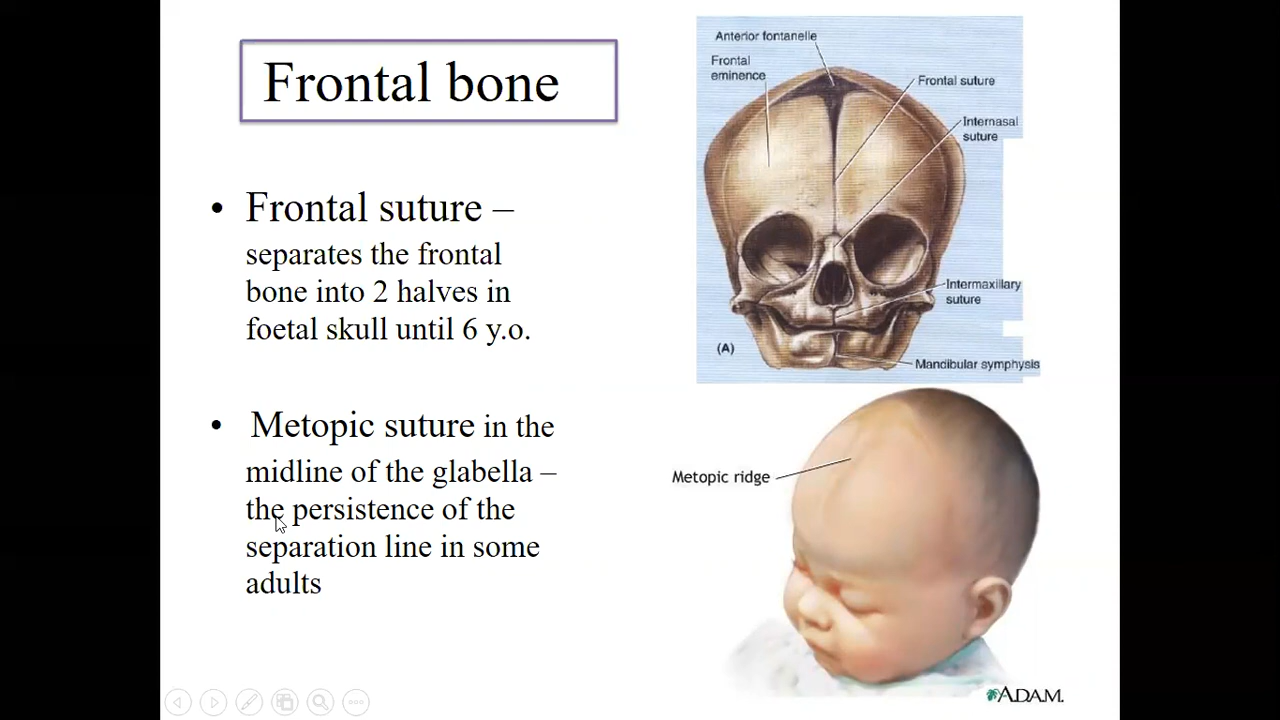 Frontal bone
• Frontal suture –
separates the frontal
bone into 2 halves in
foetal skull until 6 y.o.
• Metopic suture in the
midline of the glabella –
the persistence of the
separation line in some
adults
Anterior fontanelle
Frontal
eminence
Frontal suture
Internasal
suture
Intermaxillary
suture
(A)
Mandibular symphysis
Metopic ridge
ADAM.